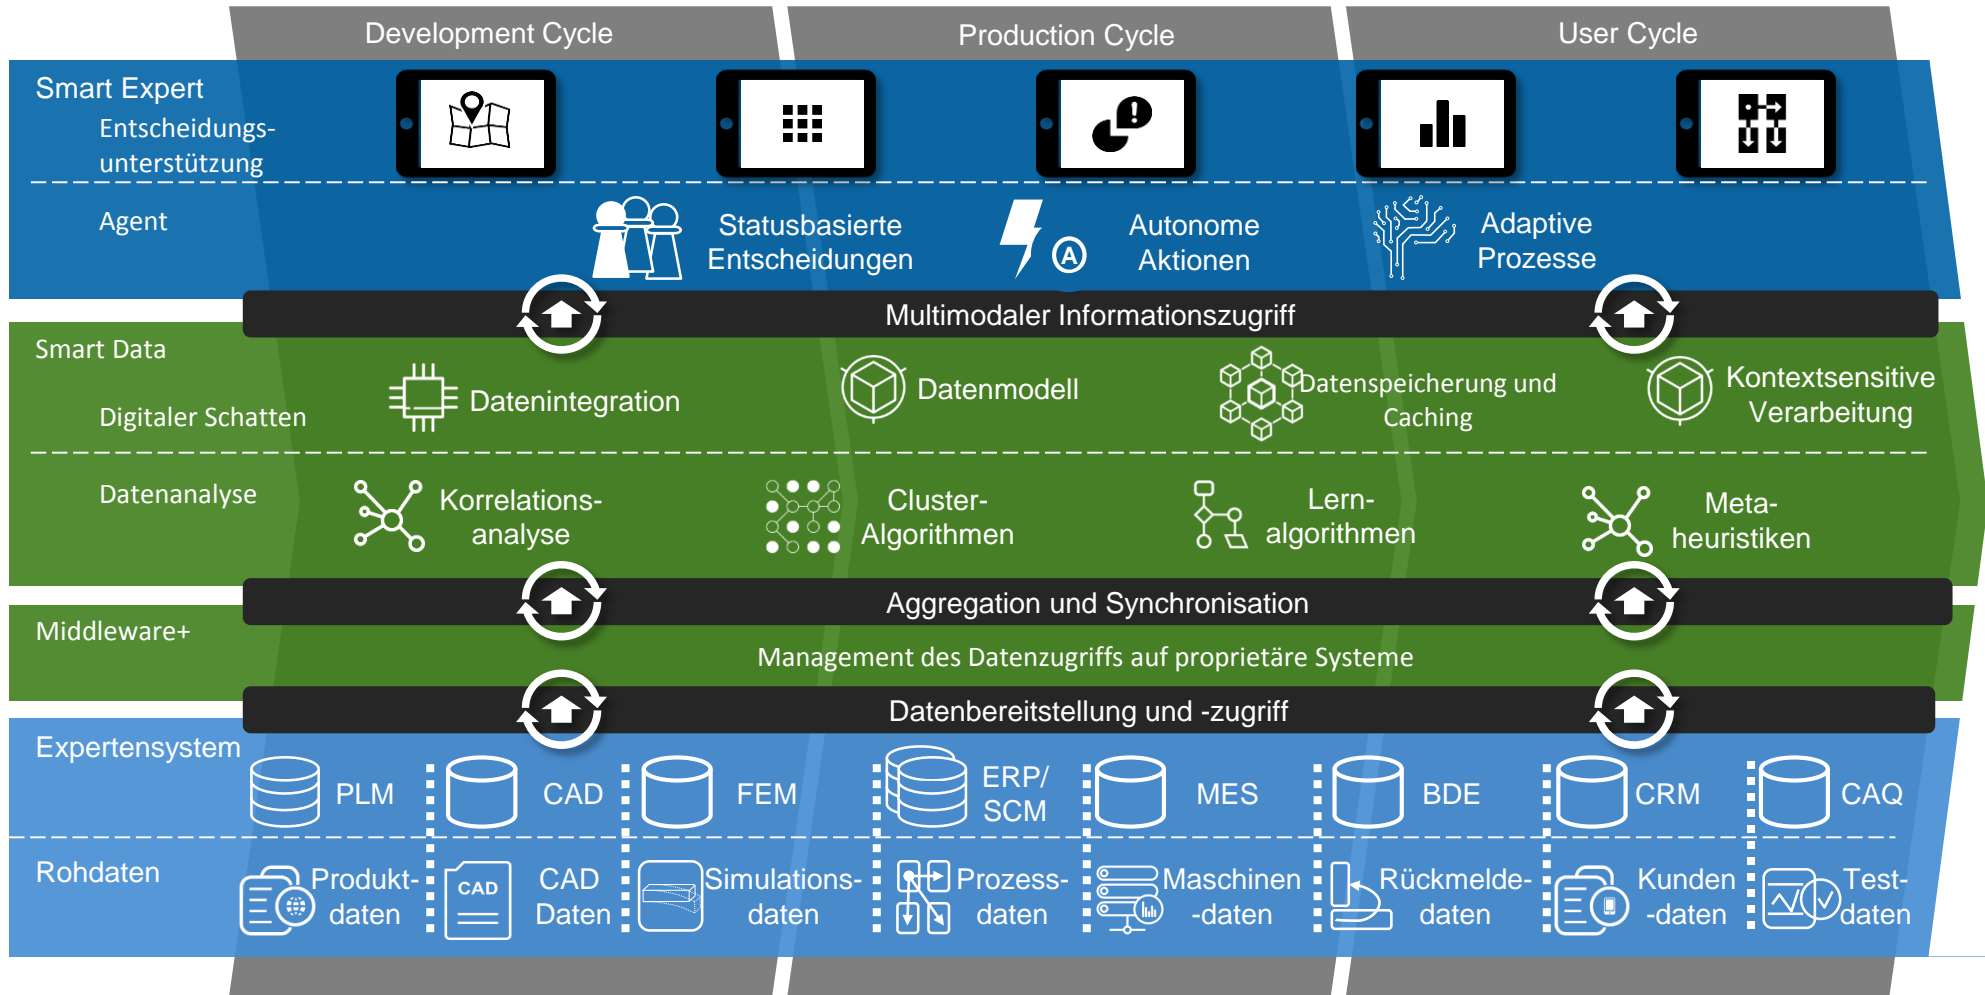 Development Cycle
Production Cycle
User Cycle
Smart Expert
Entscheidungs-
unterstützung
!
Agent
Statusbasierte
Entscheidungen
A
Autonome
Aktionen
Adaptive
Prozesse
Multimodaler Informationszugriff
Smart Data
Digitaler Schatten
Datenintegration
Datenmodell
Datenspeicherung und
Caching
Kontextsensitive
Verarbeitung
Datenanalyse
Korrelations-
analyse
Cluster-
Algorithmen
Lern-
algorithmen
Meta-
heuristiken
Aggregation und Synchronisation
Middleware+
Management des Datenzugriffs auf proprietäre Systeme
Datenbereitstellung und -zugriff
Expertensystem
PLM
CAD
FEM
ERP/
SCM
MES
BDE
CRM
CAQ
Rohdaten
Produkt-
daten
CAD
CAD
Daten
Simulations-
daten
Prozess-
daten
Maschinen
-daten
Rückmelde-
daten
Kunden
-daten
Test-
daten